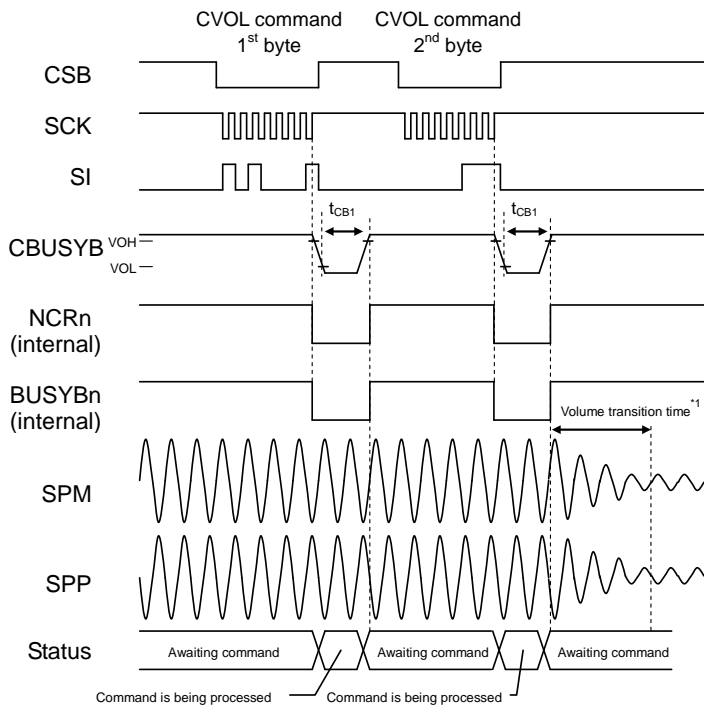 CVOL command
1st byte
CVOL command
2nd byte
CSB
SCK
SI
tCB1
tCB1
CBUSYB
VOH
VOL
NCRn
(internal)
BUSYBn
(internal)
Volume transition time*1
SPM
SPP
Status
Awaiting command
Awaiting command
Awaiting command
Command is being processed
Command is being processed